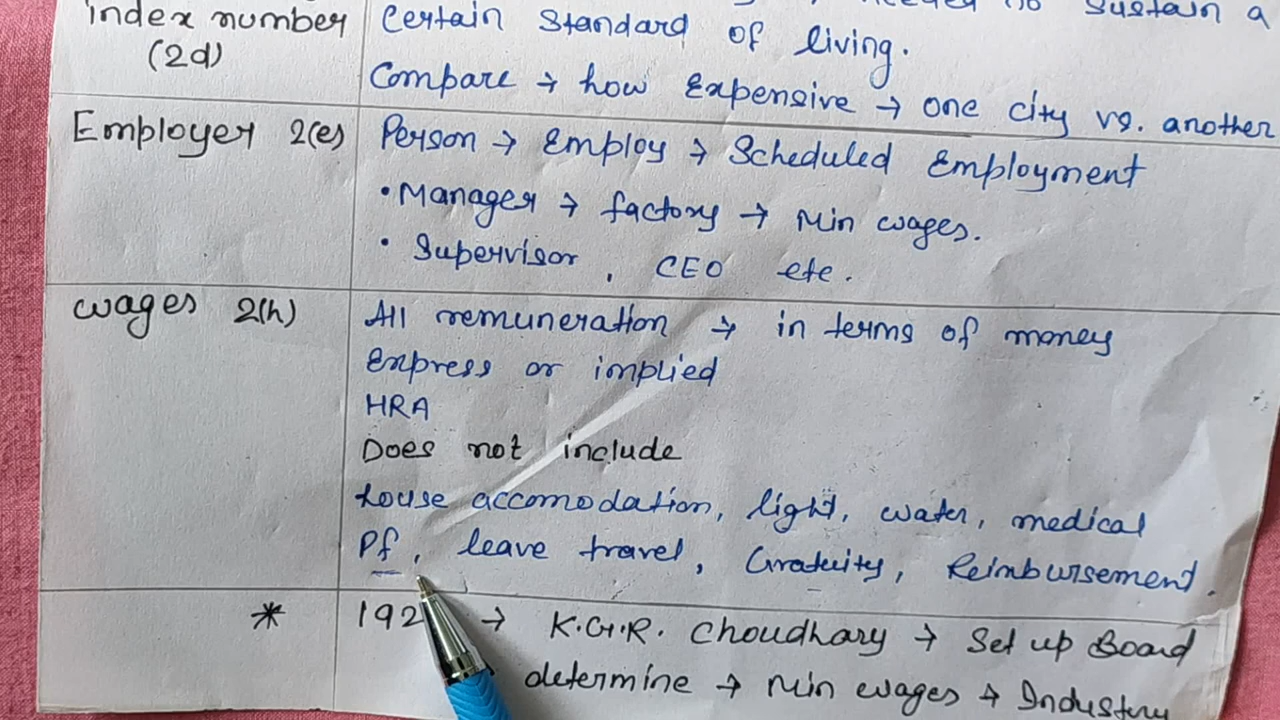 index number
(2d)
needed to sustain a
Certain standard of living.
Compare → how expensive → one city vs. another
Employer 2(e)
Person → Employ → Scheduled Employment
• Manager → factory → Min wages.
• Supervisor, CEO etc.
wages 2(h)
All remuneration → in terms of money
Express or implied
HRA
Does not include
house accomodation, light, water, medical
Pf, leave travel, Gratuity, Reimbursement.
*
192 → K.G.R. Choudhary → Set up Board
determine → Min wages → Industry